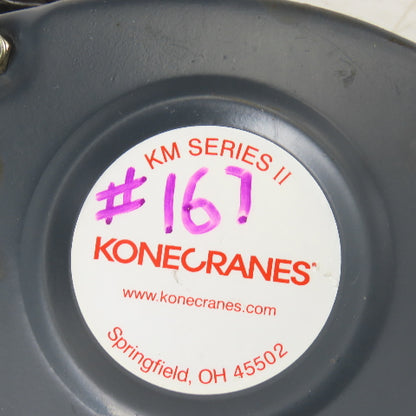 KM SERIES II
#167
KONECRANES
www.konecranes.com
Springfield, OH 45502